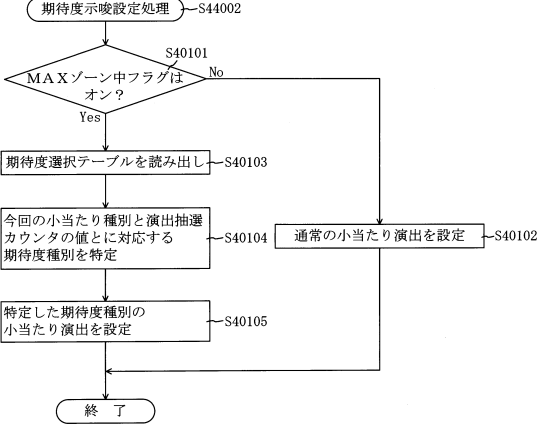 期待度示唆設定処理
S44002
S40101
MAXゾーン中フラグは
オン?
No
Yes
期待度選択テーブルを読み出し
S40103
今回の小当たり種別と演出抽選
カウンタの値とに対応する
期待度種別を特定
S40104
通常の小当たり演出を設定
S40102
特定した期待度種別の
小当たり演出を設定
S40105
終 了